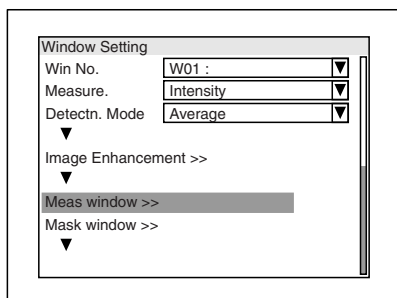 Window Setting
Win No. W01 :
Measure. Intensity
Detectn. Mode Average
Image Enhancement >>
Meas window >>
Mask window >>